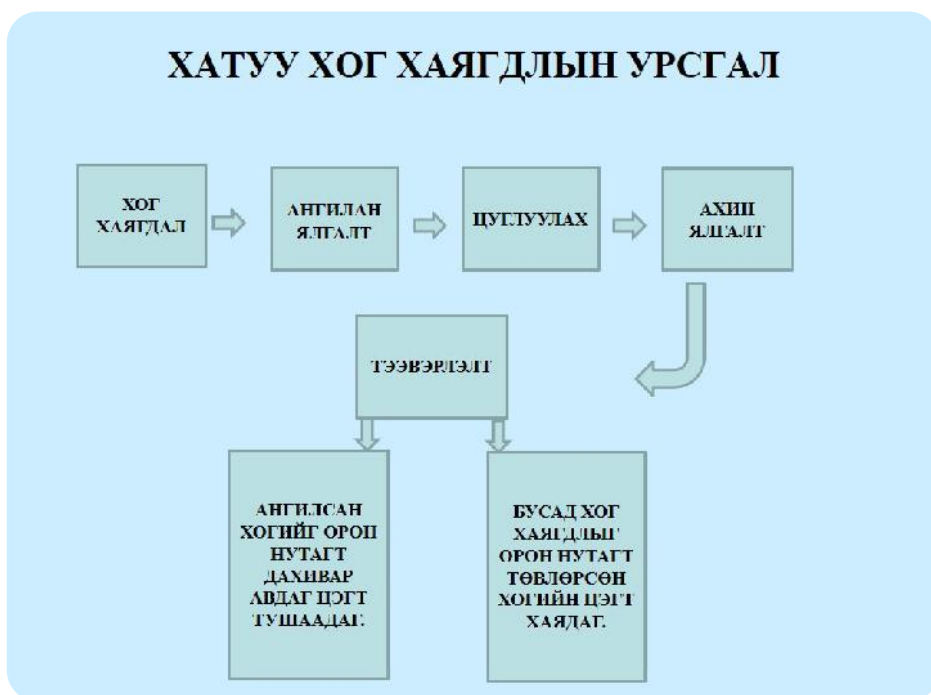 ХАТУУ ХОГ ХАЯГДЛЫН УРСГАЛ
ХОГ
ХАЯГДАЛ
АНГИЛАН
ЯЛГАЛТ
ЦУГЛУУЛАХ
АХИН
ЯЛГАЛТ
ТЭЭВЭРЛЭЛТ
АНГИЛСАН
ХОГИЙГ ОРОН
НУТАГТ
ДАХИВАР
АВДАГ ЦЭГТ
ТУШААДАГ.
БУСАД ХОГ
ХАЯГДЛЫГ
ОРОН НУТАГТ
ТӨВЛӨРСӨН
ХОГИЙН ЦЭГТ
ХАЯДАГ.